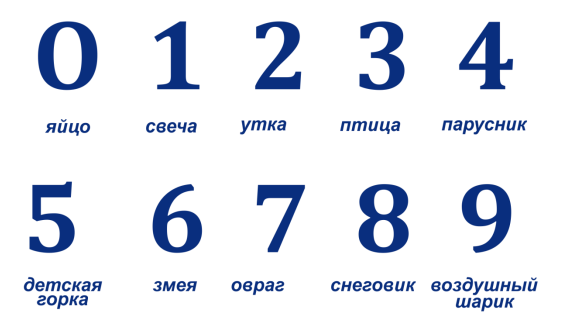 0 1 2 3 4
яйцо свеча утка птица парусник
5 6 7 8 9
детская горка змея овраг снеговик воздушный шарик